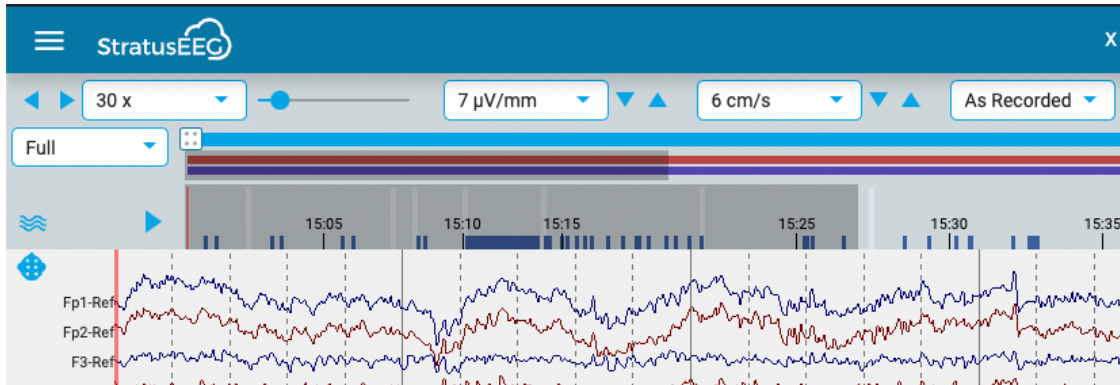 StratusEEG
X
30 x
7 µV/mm
6 cm/s
As Recorded
Full
15:05 15:10 15:15 15:25 15:30 15:35
Fp1-Ref
Fp2-Ref
F3-Ref